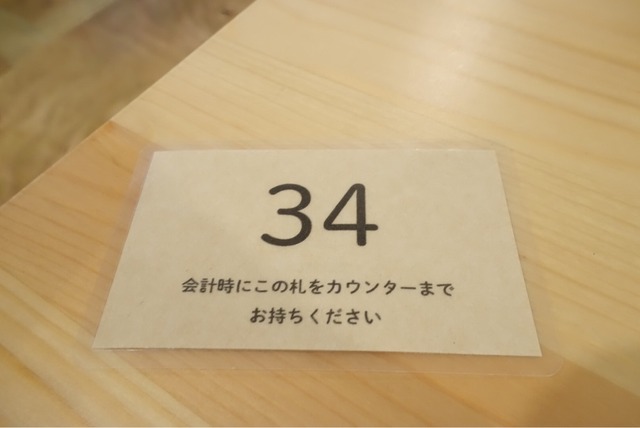 34
会計時にこの札をカウンターまで
お持ちください